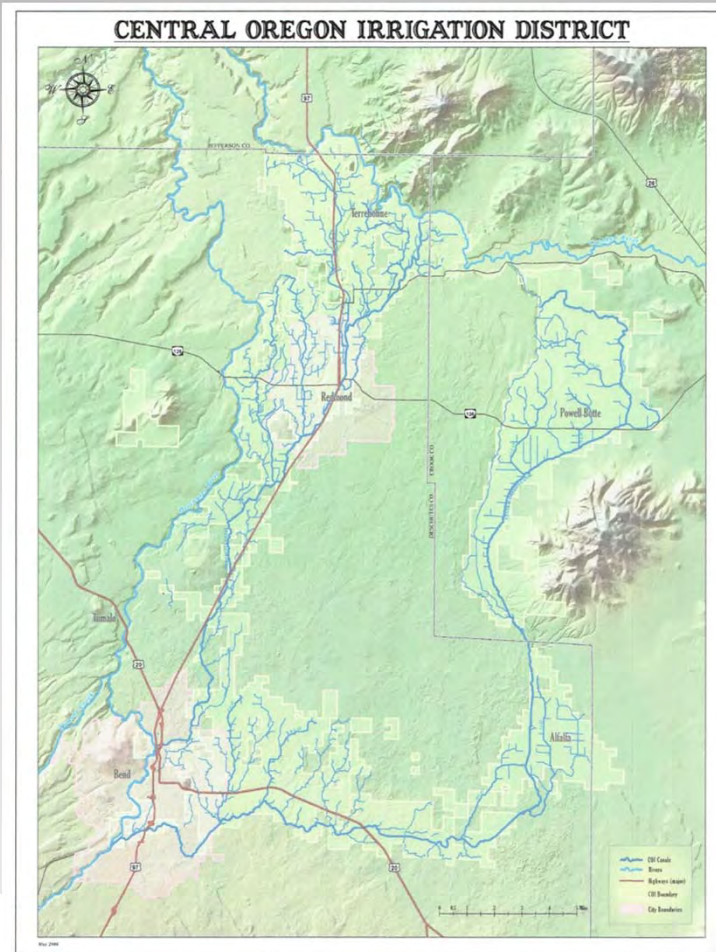 CENTRAL OREGON IRRIGATION DISTRICT
N
W E
S
97
JEFFERSON CO.
26
Terrebonne
126
Redmond
126
Powell Butte
CROOK CO.
DESCHUTES CO.
Tumalo
20
Alfalfa
Bend
97
20
COI Canals
Rivers
Highways (major)
COI Boundary
City Boundaries